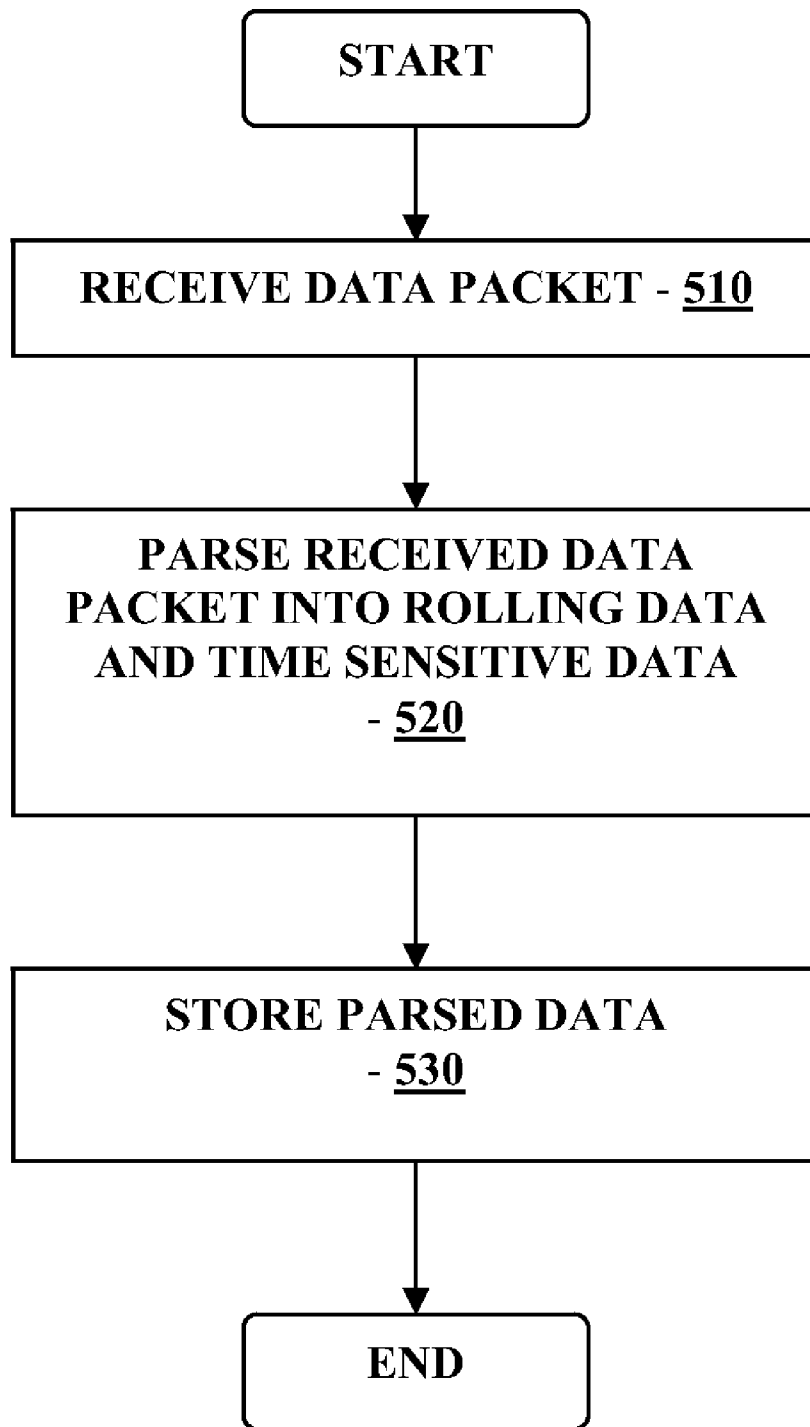 START
RECEIVE DATA PACKET - 510
PARSE RECEIVED DATA
PACKET INTO ROLLING DATA
AND TIME SENSITIVE DATA
- 520
STORE PARSED DATA
- 530
END